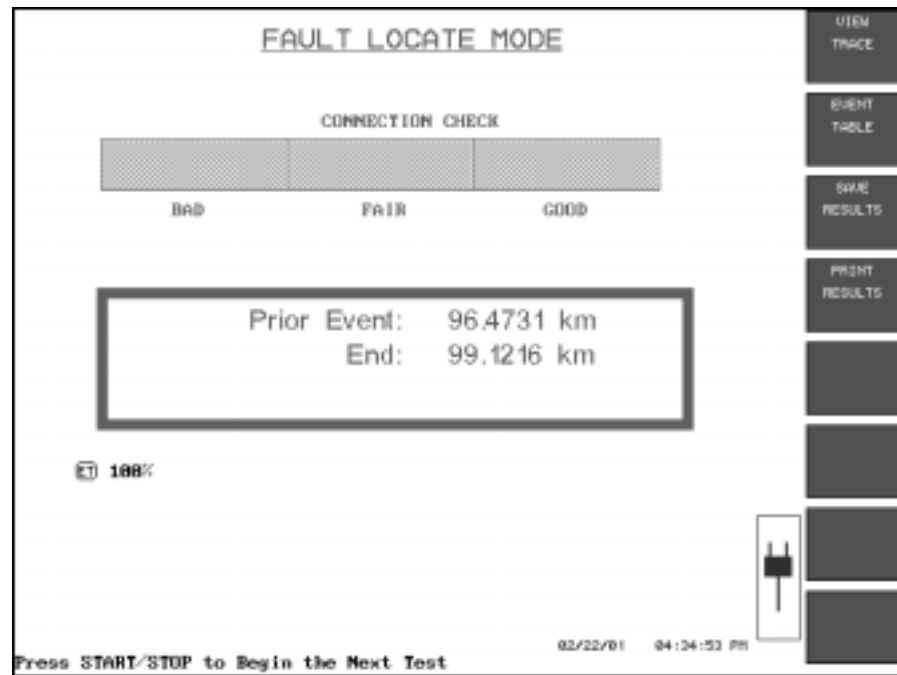 FAULT LOCATE MODE
CONNECTION CHECK
BAD FAIR GOOD
Prior Event: 96.4731 km
End: 99.1216 km
ET 100%
Press START/STOP to Begin the Next Test
02/22/01 04:34:53 PM
VIEW
TRACE
EVENT
TABLE
SAVE
RESULTS
PRINT
RESULTS